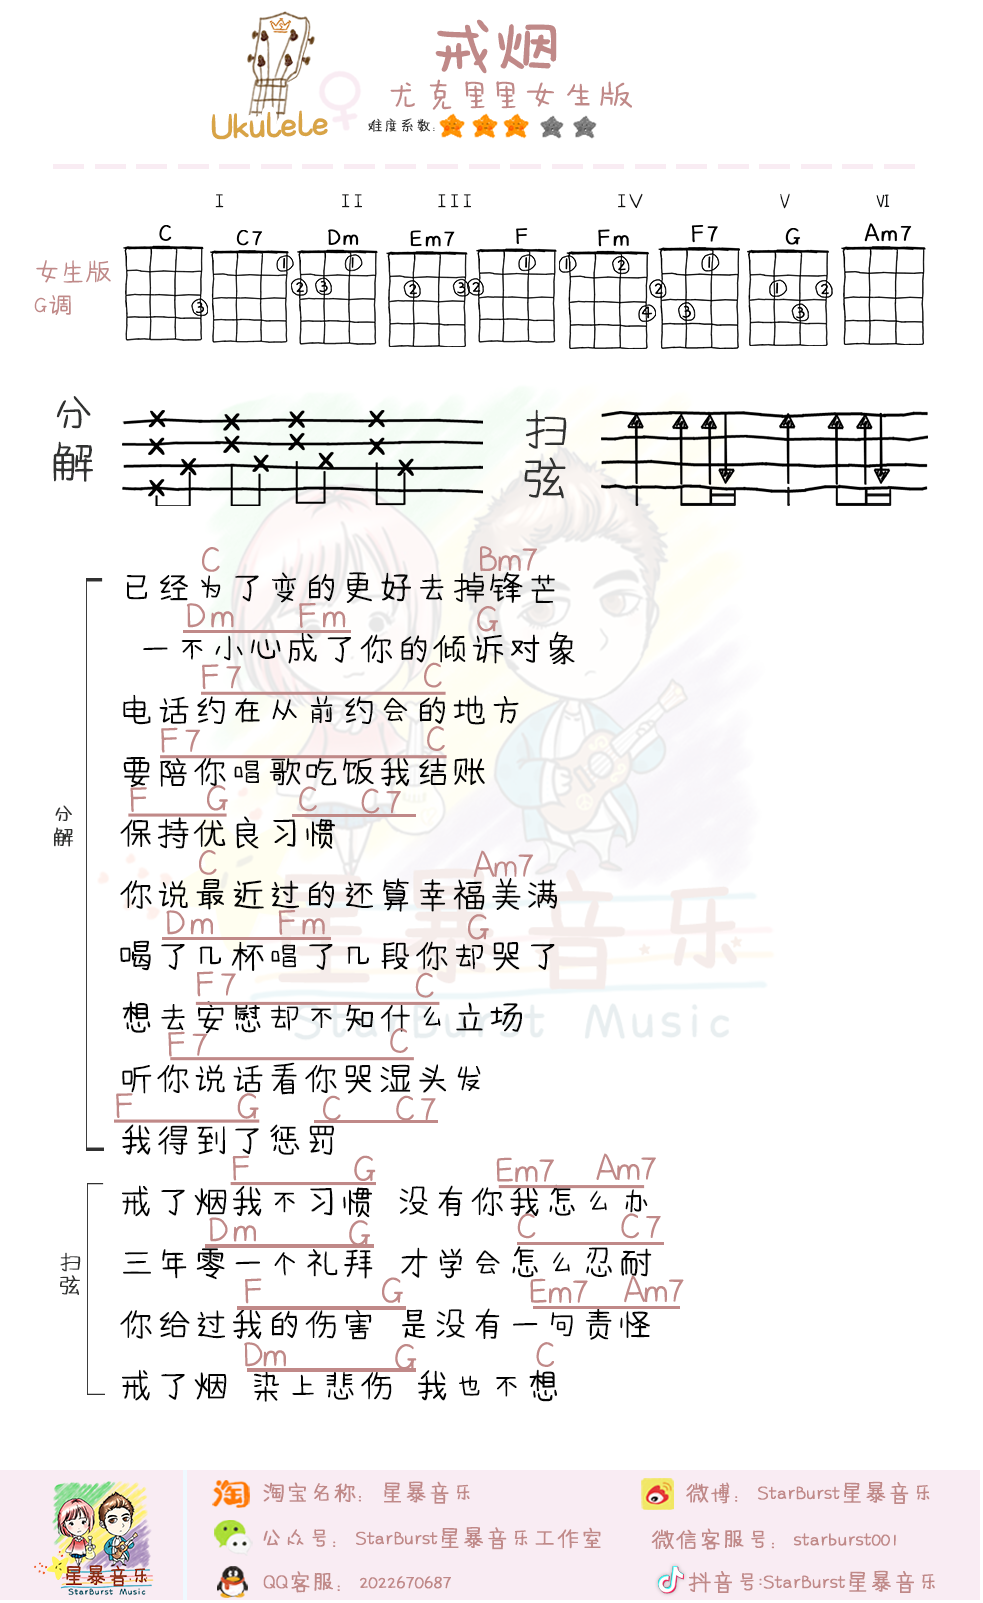 戒烟
尤克里里女生版
Ukulele
难度系数:
I II III IV V VI
C C7 Dm Em7 F Fm F7 G Am7
女生版
G调
分解
扫弦
C Bm7
已经为了变的更好去掉锋芒
Dm Fm G
一不小心成了你的倾诉对象
F7 C
电话约在从前约会的地方
F7 C
要陪你唱歌吃饭我结账
F G C C7
分解
保持优良习惯
C Am7
你说最近过的还算幸福美满
Dm Fm G
喝了几杯唱了几段你却哭了
F7 C
想去安慰却不知什么立场
F7 C
听你说话看你哭湿头发
F G C C7
我得到了惩罚
F G Em7 Am7
戒了烟我不习惯 没有你我怎么办
Dm G C C7
扫弦
三年零一个礼拜 才学会怎么忍耐
F G Em7 Am7
你给过我的伤害 是没有一句责怪
Dm G C
戒了烟 染上悲伤 我也不想
星暴音乐
StarBurst Music
淘 淘宝名称: 星暴音乐
微博: StarBurst星暴音乐
公众号: StarBurst星暴音乐工作室
微信客服号: starburst001
QQ客服: 2022670687
抖音号:StarBurst星暴音乐
星暴音乐
StarBurst Music